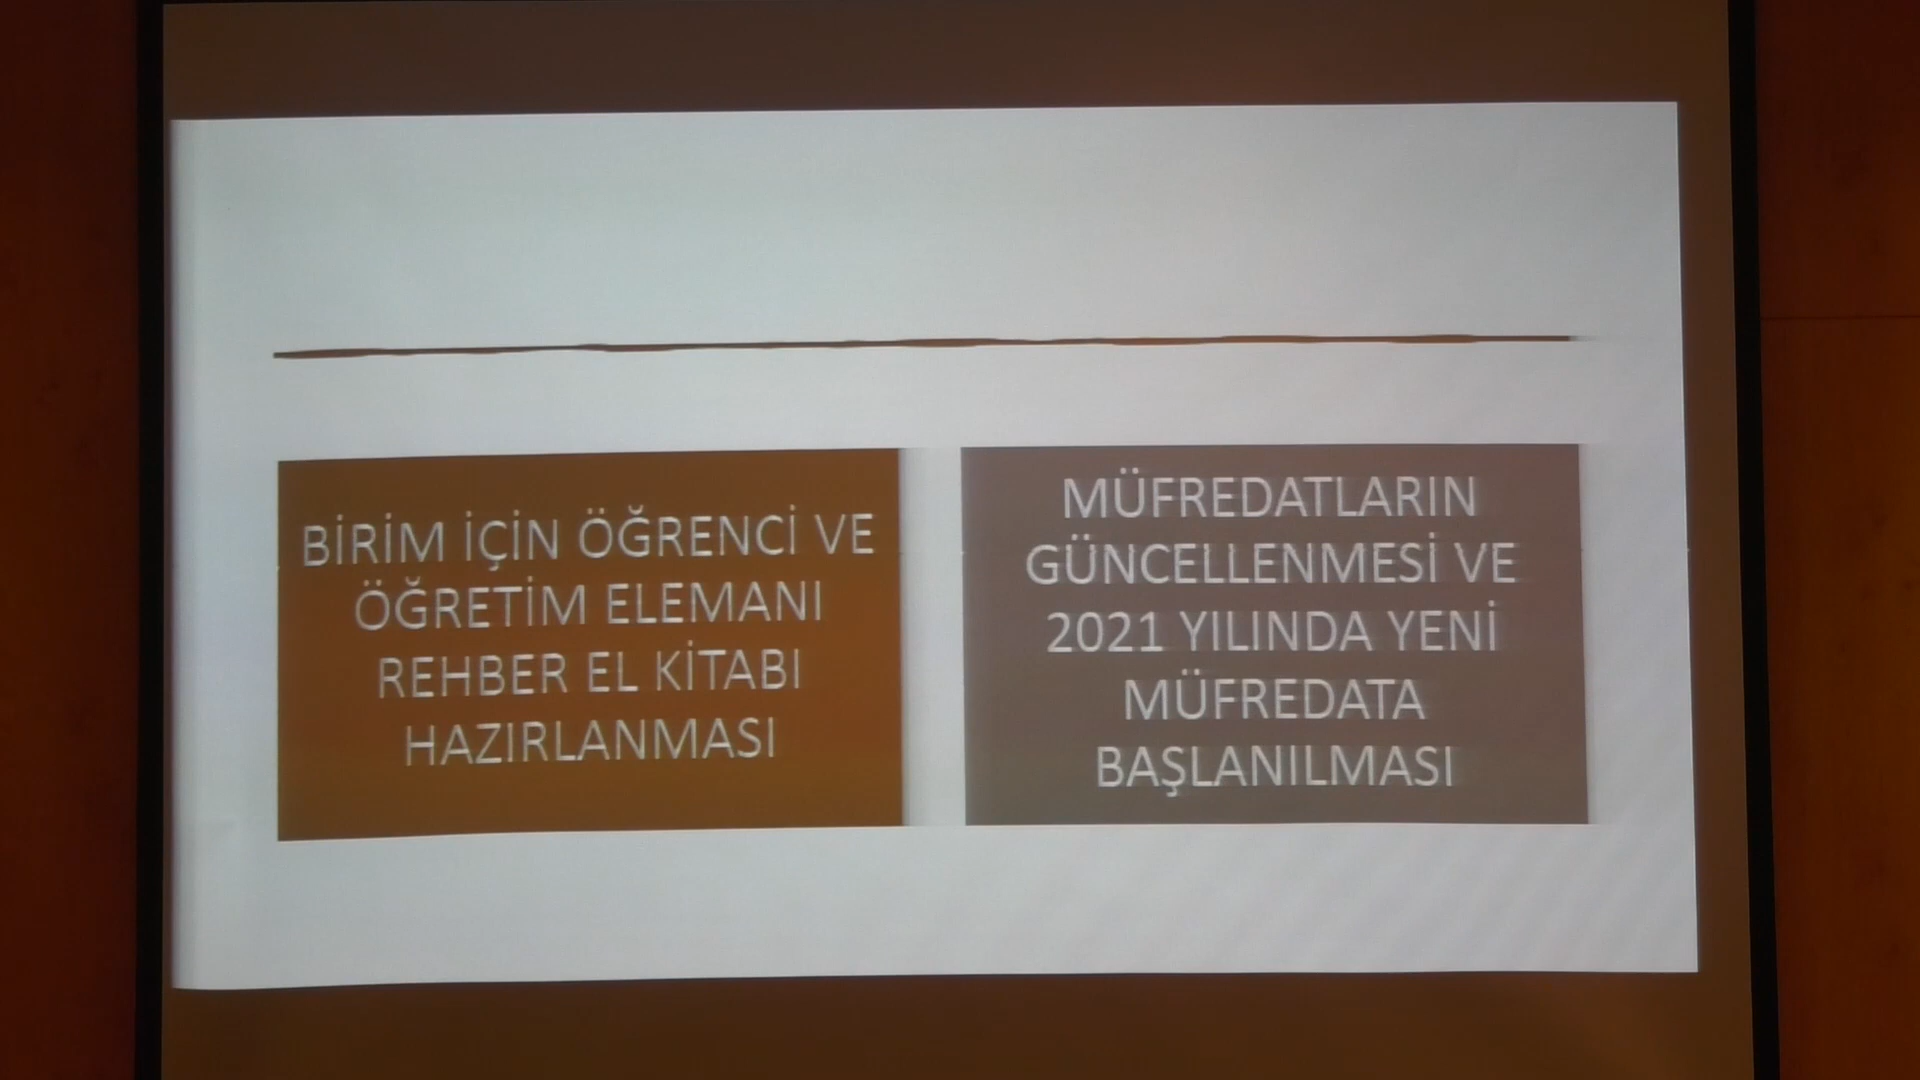 BİRİM İÇİN ÖĞRENCİ VE
ÖĞRETİM ELEMANI
REHBER EL KİTABI
HAZIRLANMASI
MÜFREDATLARIN
GÜNCELLENMESİ VE
2021 YILINDA YENİ
MÜFREDATA
BAŞLANILMASI